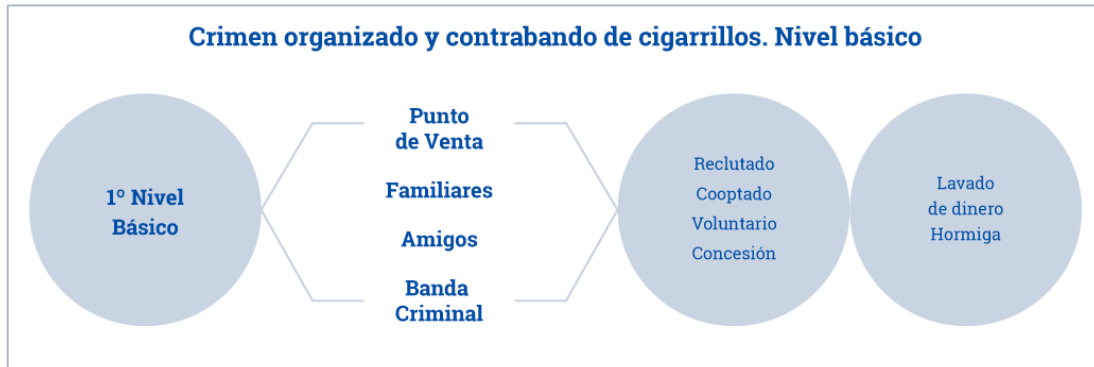 Crimen organizado y contrabando de cigarrillos. Nivel básico
1º Nivel
Básico
Punto
de Venta
Familiares
Amigos
Banda
Criminal
Reclutado
Cooptado
Voluntario
Concesión
Lavado
de dinero
Hormiga